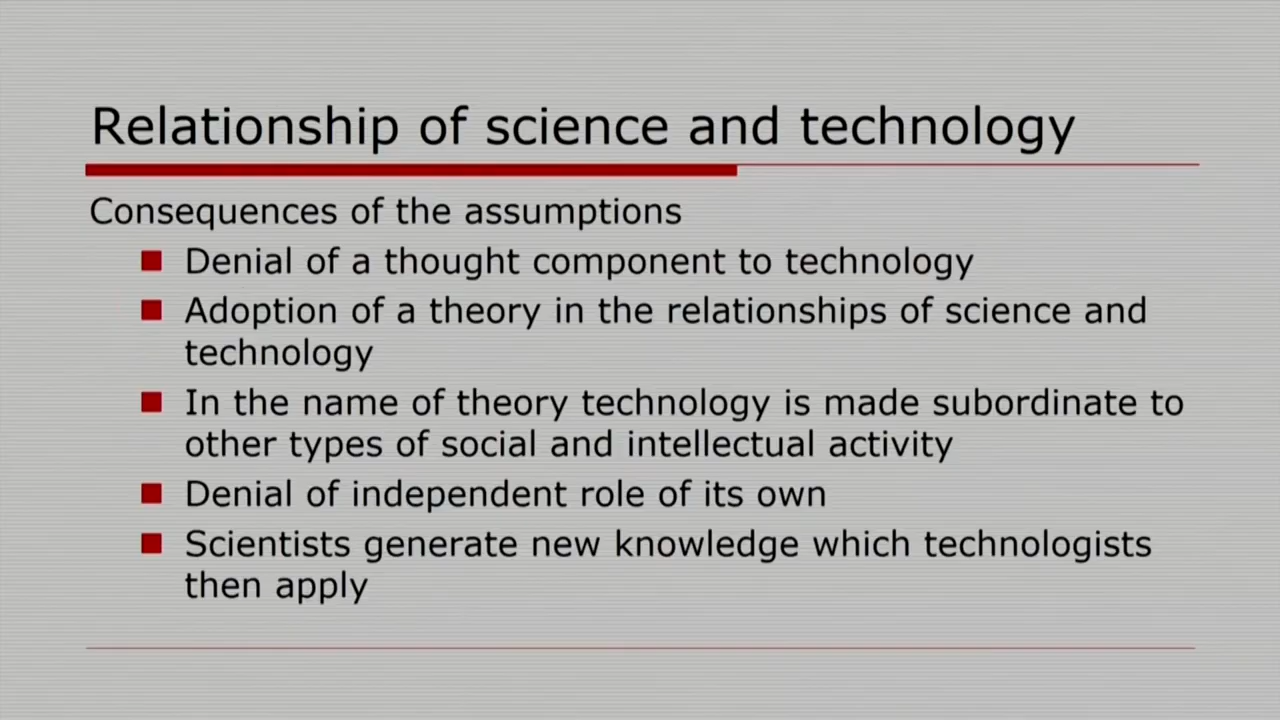 Relationship of science and technology
Consequences of the assumptions
Denial of a thought component to technology
Adoption of a theory in the relationships of science and
technology
In the name of theory technology is made subordinate to
other types of social and intellectual activity
Denial of independent role of its own
Scientists generate new knowledge which technologists
then apply